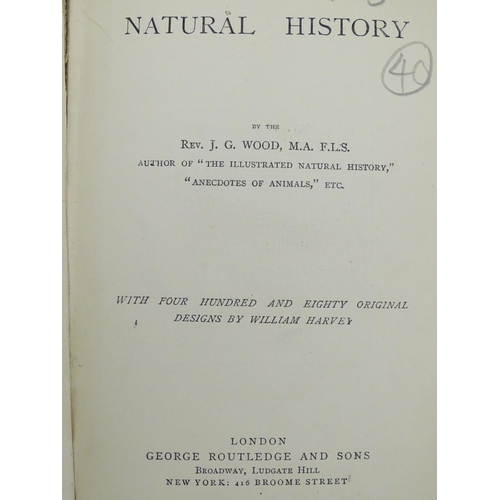 NATURAL HISTORY
40
BY THE
REV. J. G. WOOD, M.A. F.L.S.
AUTHOR OF "THE ILLUSTRATED NATURAL HISTORY,"
"ANECDOTES OF ANIMALS," ETC.
WITH FOUR HUNDRED AND EIGHTY ORIGINAL
DESIGNS BY WILLIAM HARVEY
LONDON
GEORGE ROUTLEDGE AND SONS
BROADWAY, LUDGATE HILL
NEW YORK: 416 BROOME STREET